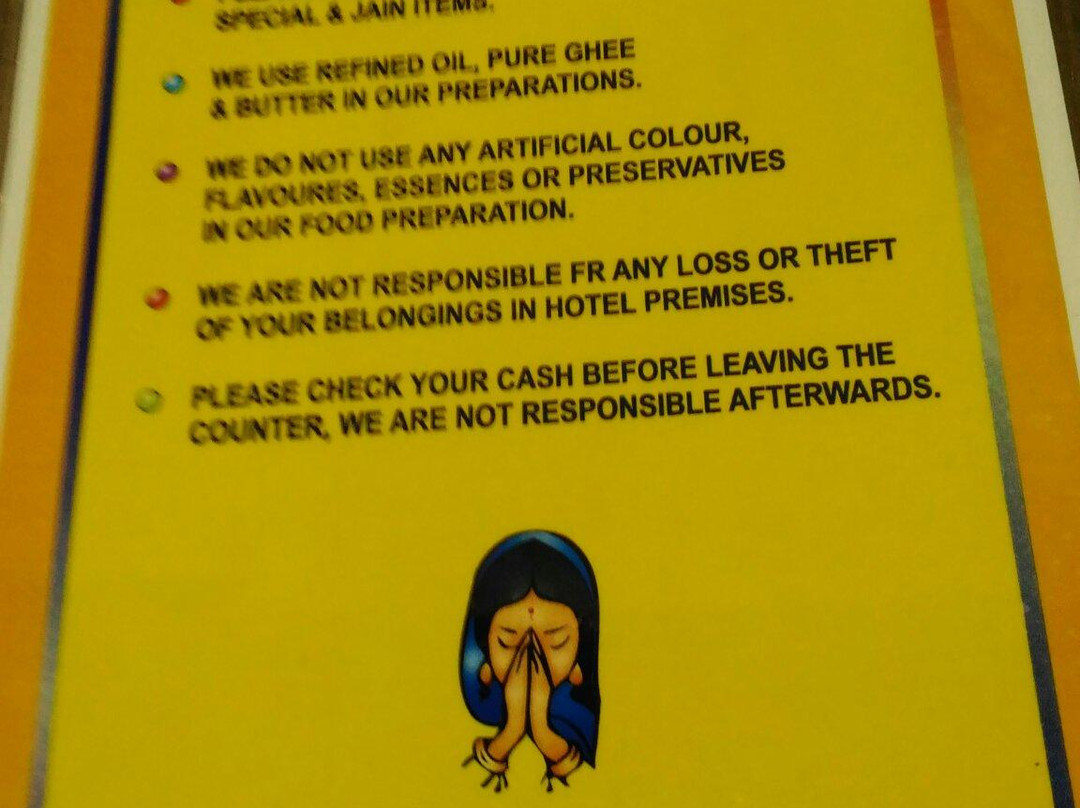 SPECIAL & JAIN ITEMS.
WE USE REFINED OIL, PURE GHEE
& BUTTER IN OUR PREPARATIONS.
WE DO NOT USE ANY ARTIFICIAL COLOUR,
FLAVOURES, ESSENCES OR PRESERVATIVES
IN OUR FOOD PREPARATION.
WE ARE NOT RESPONSIBLE FR ANY LOSS OR THEFT
OF YOUR BELONGINGS IN HOTEL PREMISES.
PLEASE CHECK YOUR CASH BEFORE LEAVING THE
COUNTER, WE ARE NOT RESPONSIBLE AFTERWARDS.